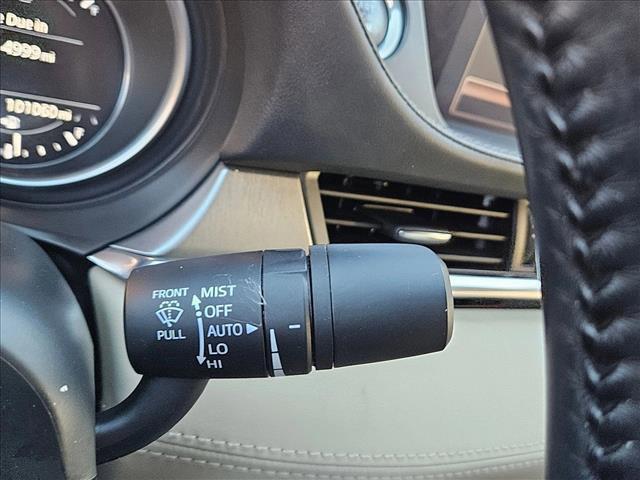 e Due in
4999mi
101060mi
FRONT
PULL
MIST
OFF
AUTO
LO
HI